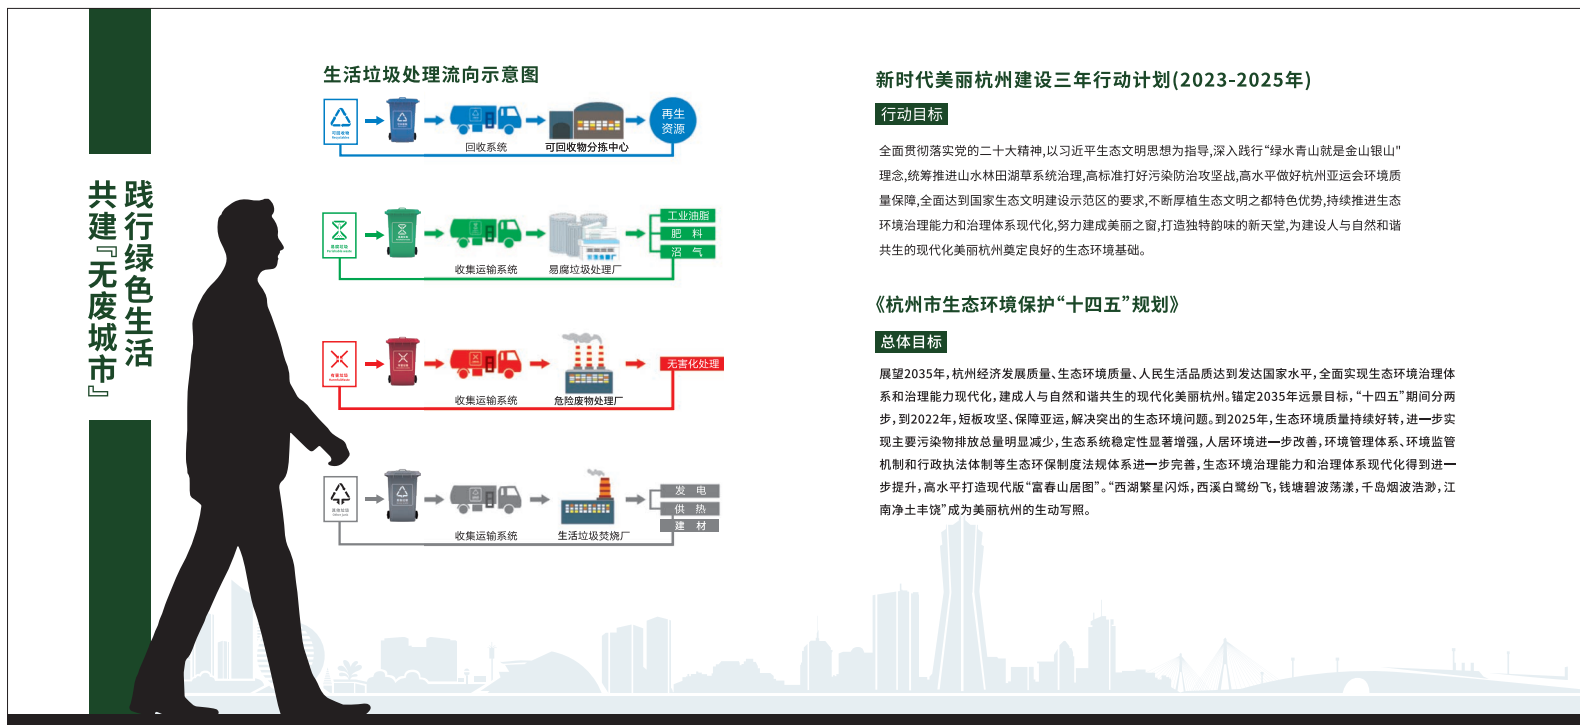 践行绿色生活
共建『无废城市』
生活垃圾处理流向示意图
可回收物
Recyclables
回收系统
可回收物分拣中心
再生
资源
易腐垃圾
收集运输系统
易腐垃圾处理厂
工业油脂
肥 料
沼 气
有害垃圾
收集运输系统
危险废物处理厂
无害化处理
其他垃圾
收集运输系统
生活垃圾焚烧厂
发 电
供 热
建 材
新时代美丽杭州建设三年行动计划(2023-2025年)
行动目标
全面贯彻落实党的二十大精神,以习近平生态文明思想为指导,深入践行“绿水青山就是金山银山"
理念,统筹推进山水林田湖草系统治理,高标准打好污染防治攻坚战,高水平做好杭州亚运会环境质
量保障,全面达到国家生态文明建设示范区的要求,不断厚植生态文明之都特色优势,持续推进生态
环境治理能力和治理体系现代化,努力建成美丽之窗,打造独特韵味的新天堂,为建设人与自然和谐
共生的现代化美丽杭州奠定良好的生态环境基础。
《杭州市生态环境保护“十四五”规划》
总体目标
展望2035年，杭州经济发展质量、生态环境质量、人民生活品质达到发达国家水平，全面实现生态环境治理体
系和治理能力现代化，建成人与自然和谐共生的现代化美丽杭州。锚定2035年远景目标，“十四五”期间分两
步，到2022年，短板攻坚、保障亚运，解决突出的生态环境问题。到2025年，生态环境质量持续好转，进一步实
现主要污染物排放总量明显减少，生态系统稳定性显著增强，人居环境进一步改善，环境管理体系、环境监管
机制和行政执法体制等生态环保制度法规体系进一步完善，生态环境治理能力和治理体系现代化得到进一
步提升，高水平打造现代版“富春山居图”。“西湖繁星闪烁，西溪白鹭纷飞，钱塘碧波荡漾，千岛烟波浩渺，江
南净土丰饶”成为美丽杭州的生动写照。